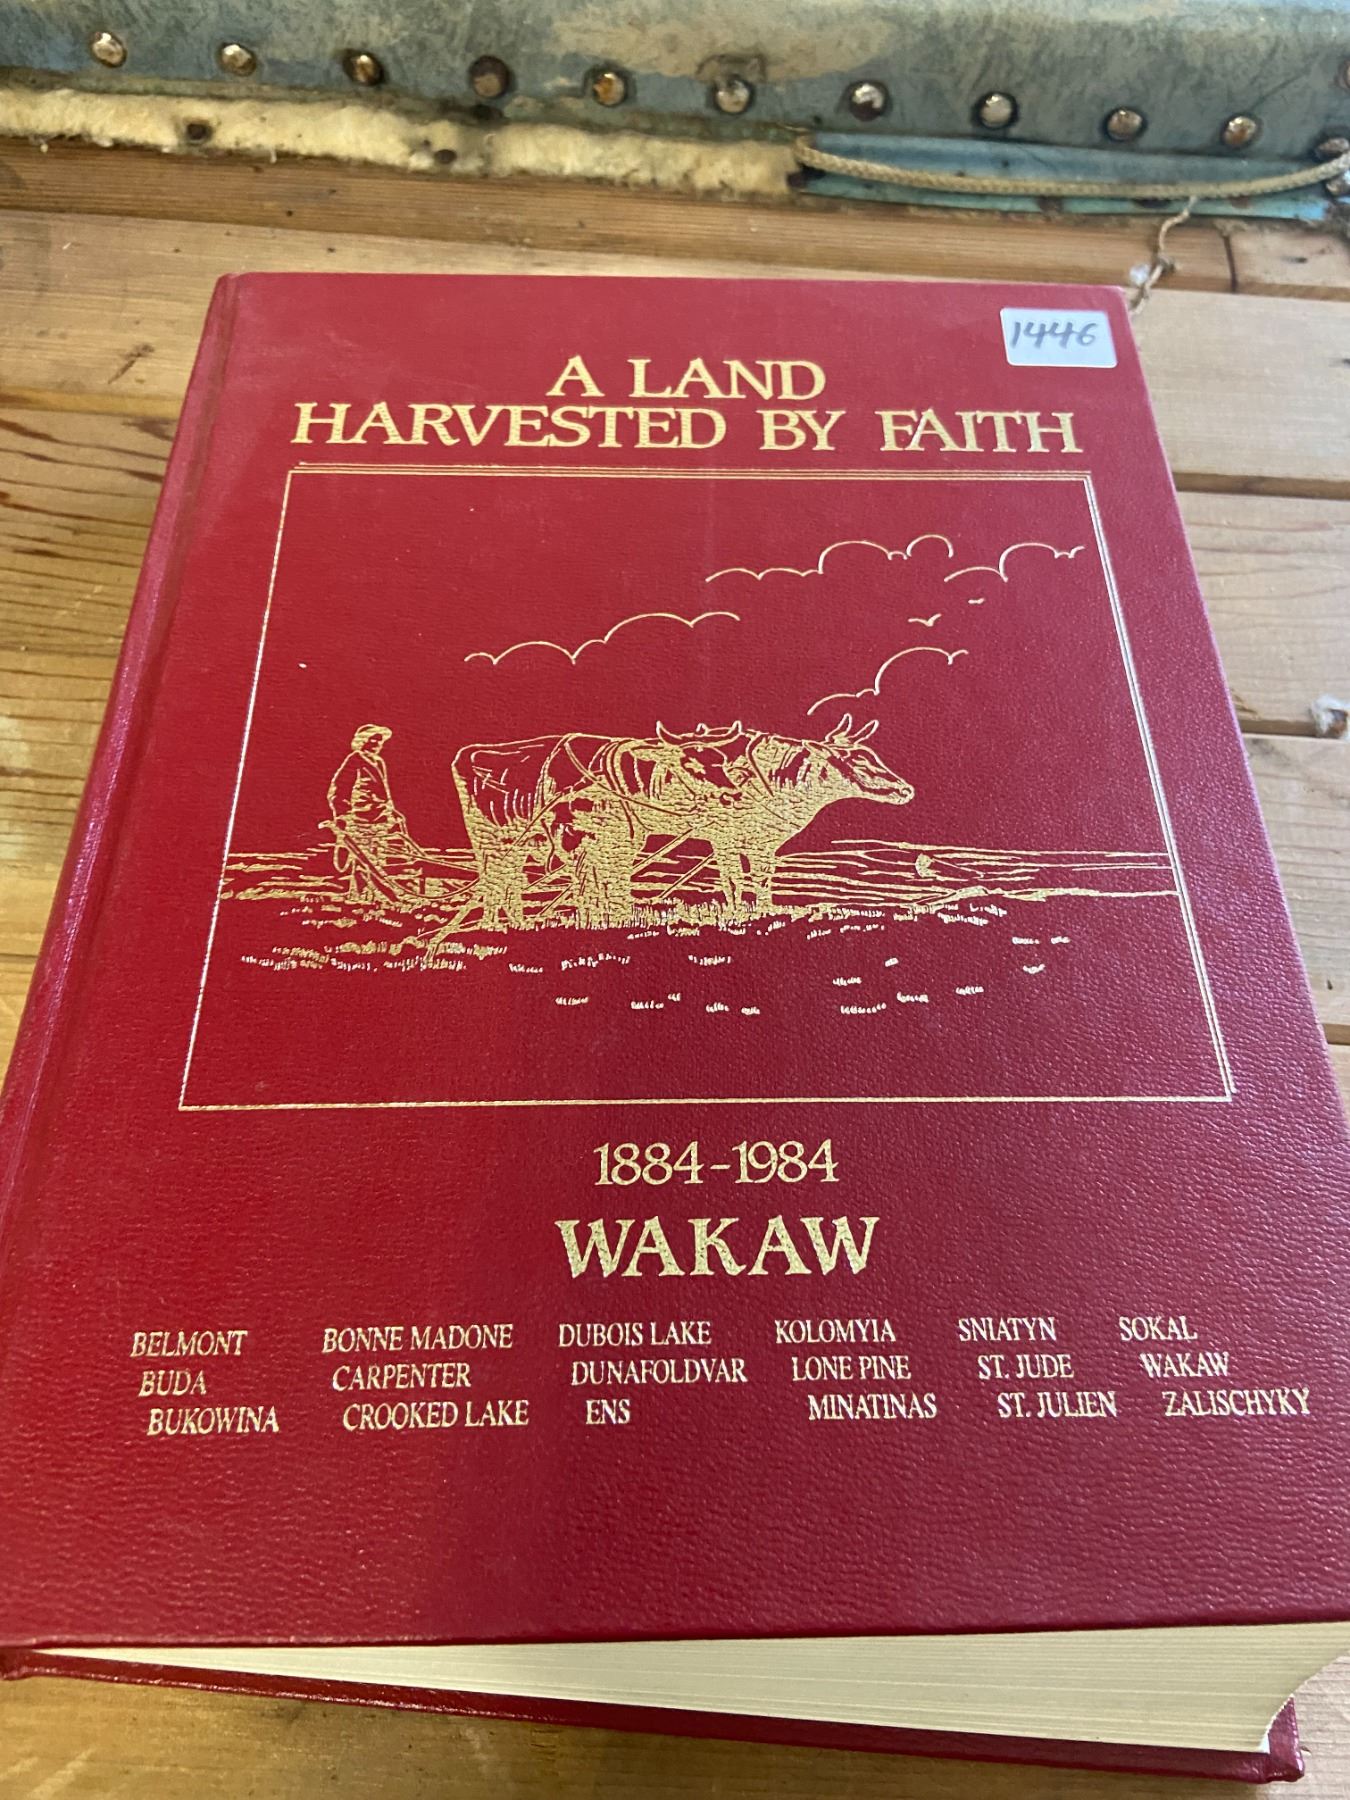 1446
A LAND
HARVESTED BY FAITH
1884-1984
WAKAW
BELMONT BONNE MADONE DUBOIS LAKE KOLOMYIA SNIATYN SOKAL
BUDA CARPENTER DUNAFOLDVAR LONE PINE ST. JUDE WAKAW
BUKOWINA CROOKED LAKE ENS MINATINAS ST. JULIEN ZALISCHYKY